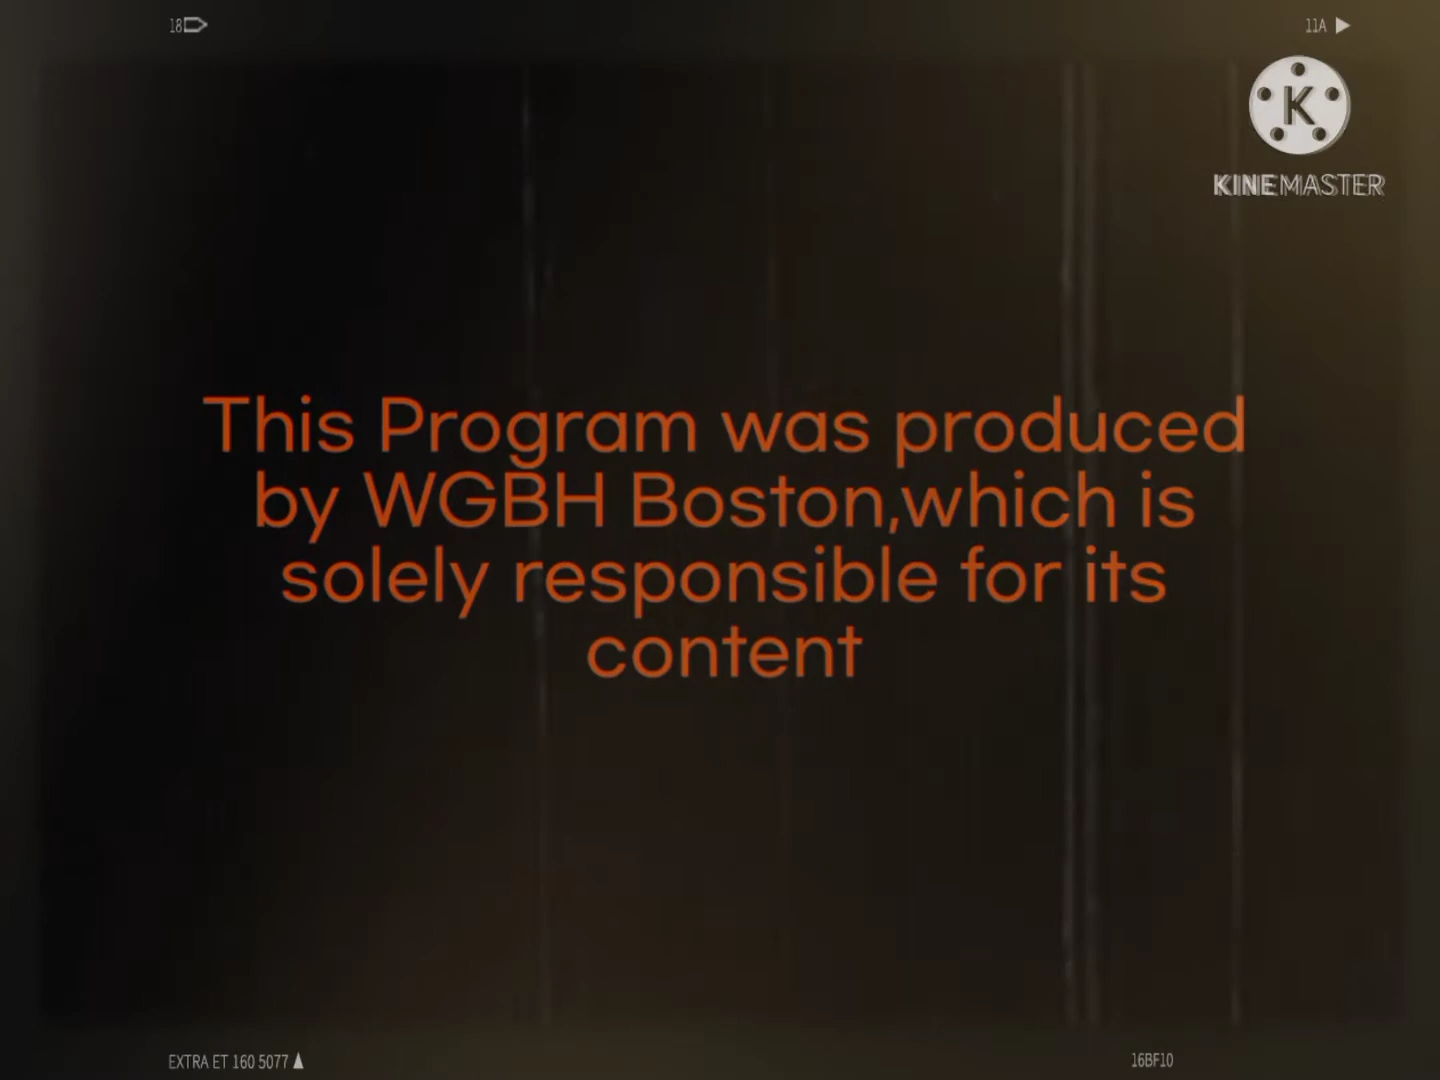 18
11A
K
KINEMASTER
This Program was produced
by WGBH Boston,which is
solely responsible for its
content
EXTRA ET 160 5077
16BF10